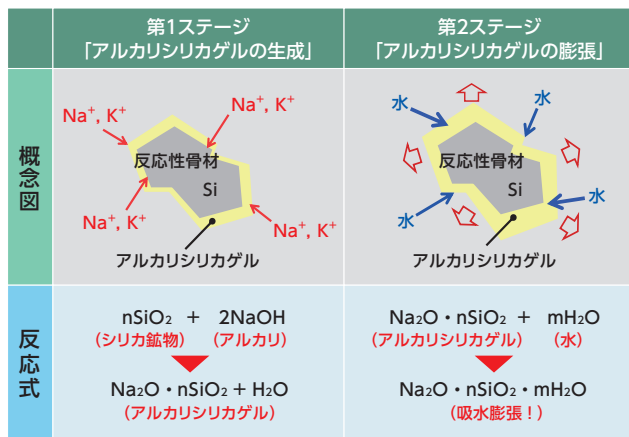 第1ステージ
「アルカリシリカゲルの生成」
第2ステージ
「アルカリシリカゲルの膨張」
概念図
Na⁺, K⁺
Na⁺, K⁺
反応性骨材
Si
Na⁺, K⁺
Na⁺, K⁺
アルカリシリカゲル
水
水
反応性骨材
Si
水
水
アルカリシリカゲル
反応式
nSiO₂ + 2NaOH
(シリカ鉱物) (アルカリ)
Na₂O・nSiO₂ + H₂O
(アルカリシリカゲル)
Na₂O・nSiO₂ + mH₂O
(アルカリシリカゲル) (水)
Na₂O・nSiO₂・mH₂O
(吸水膨張！)